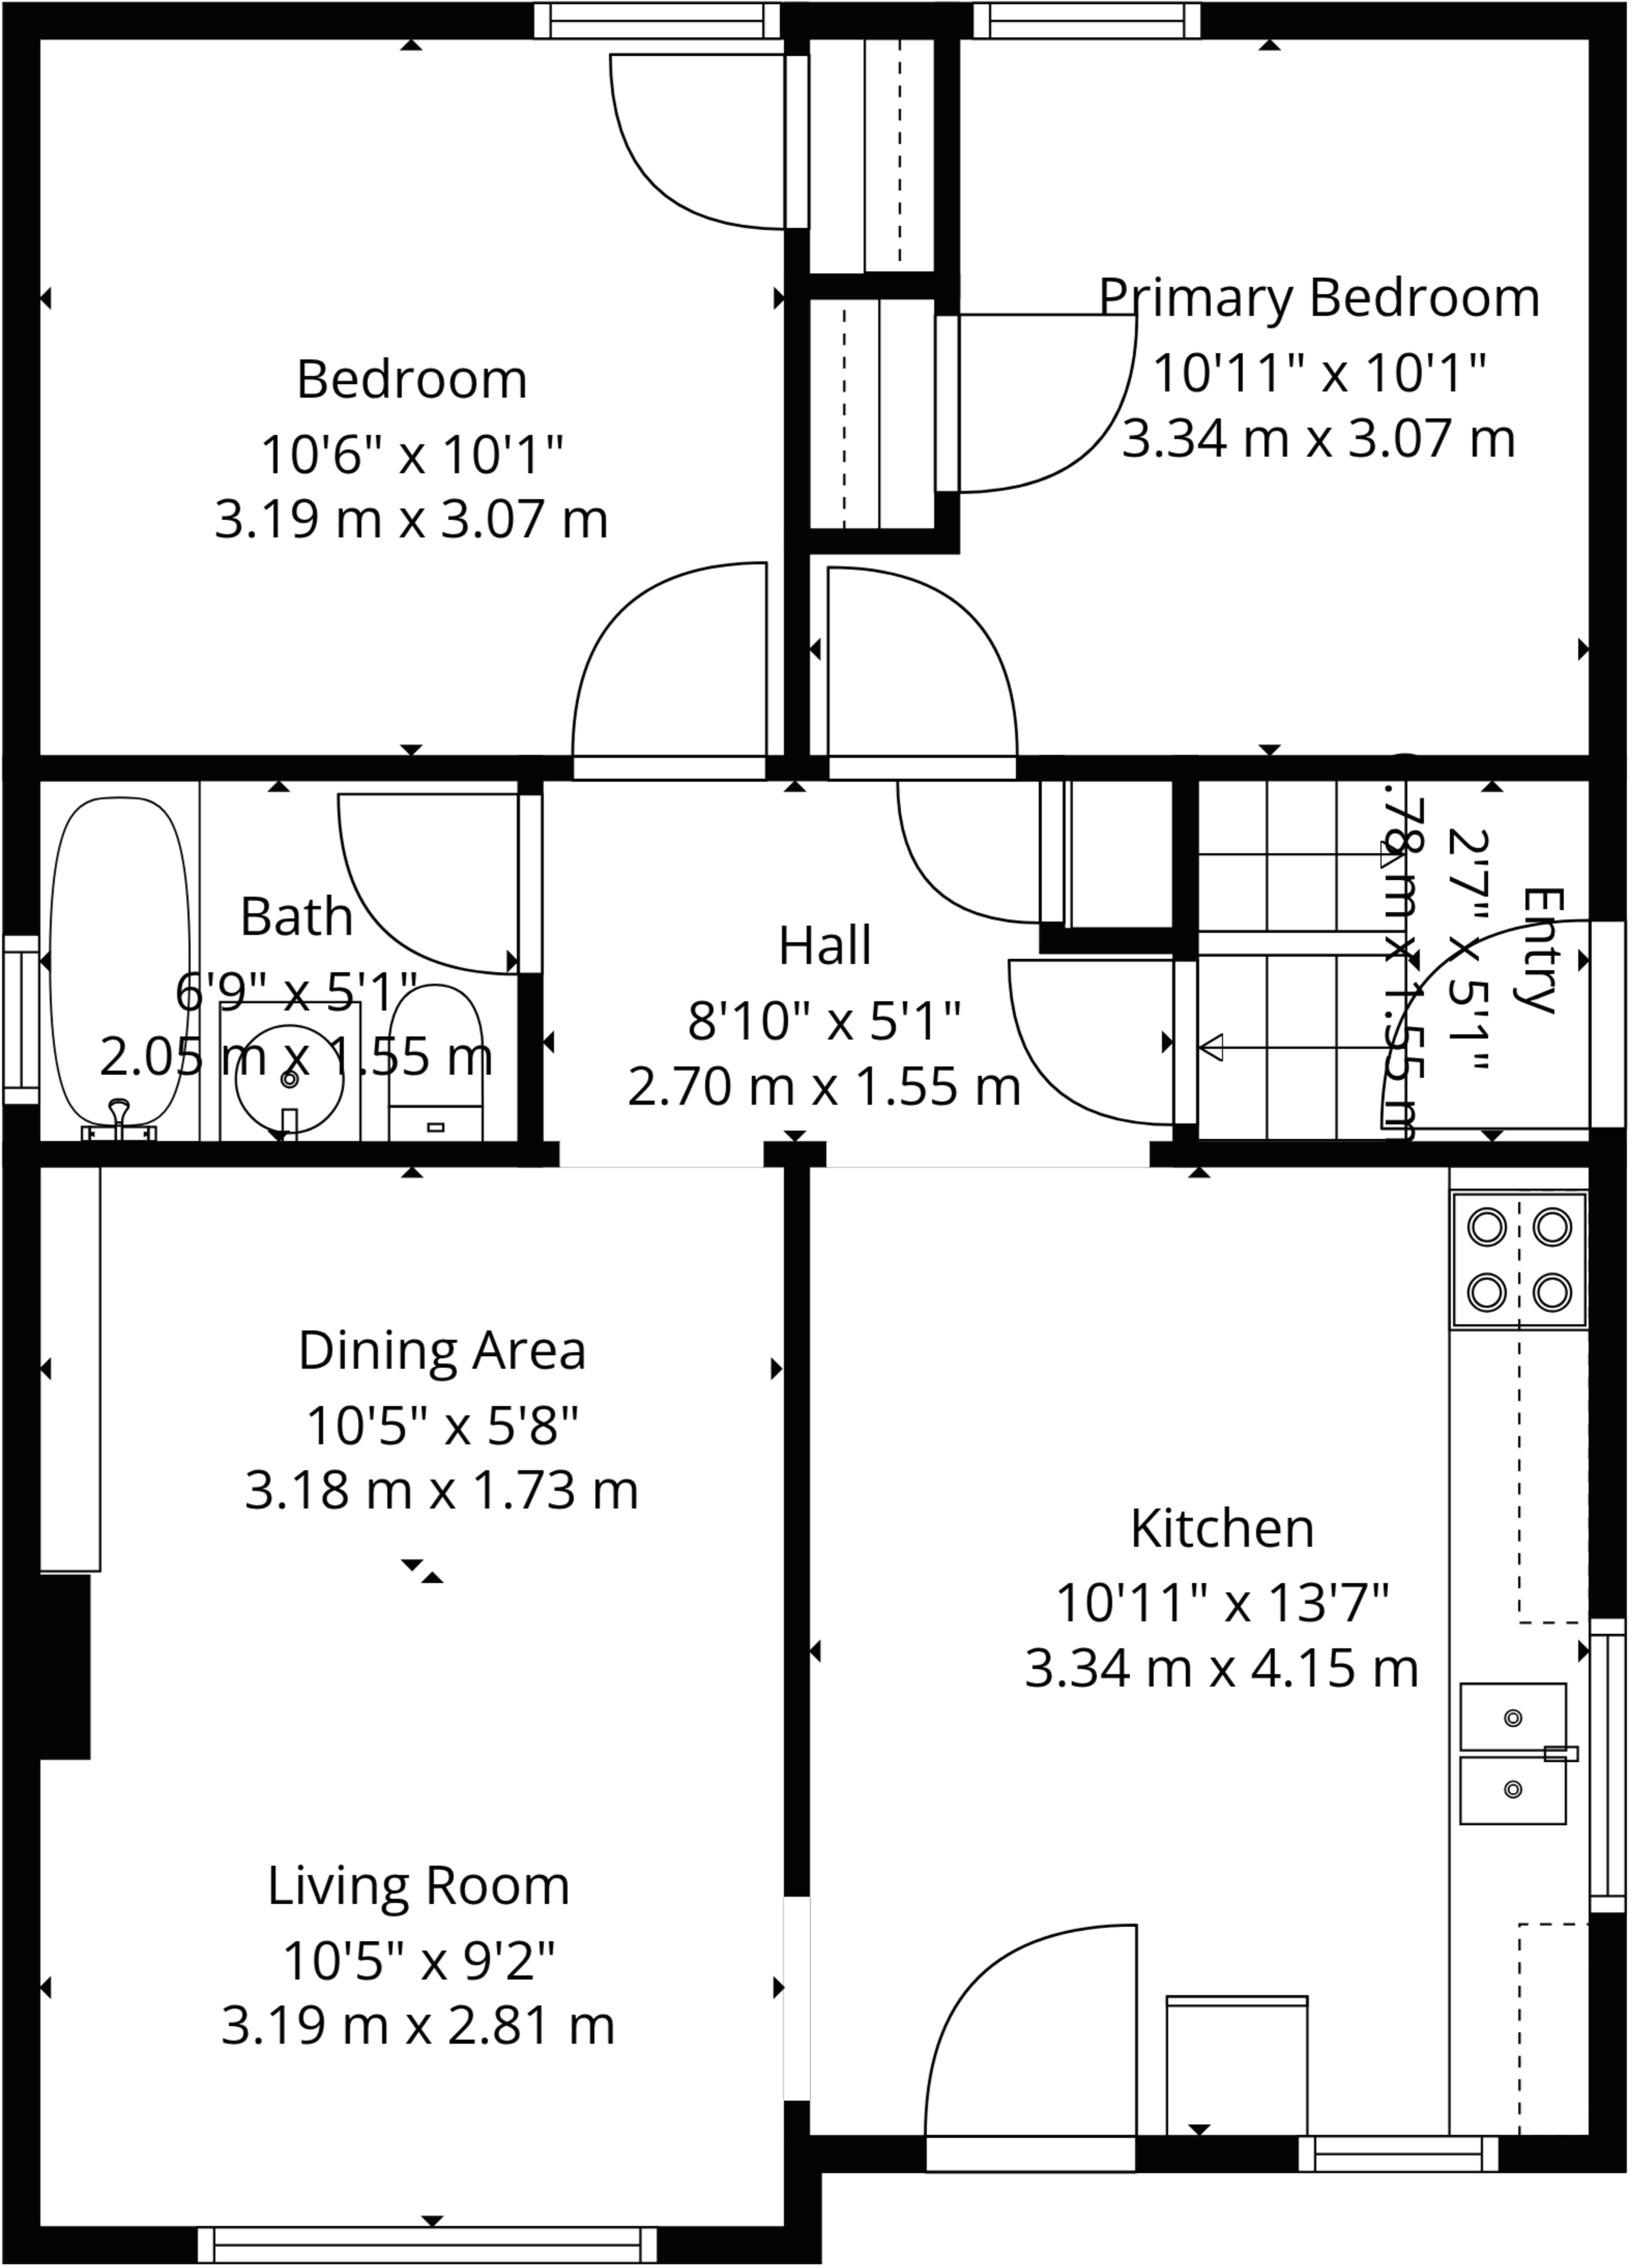 Primary Bedroom
10'11" x 10'1"
3.34 m x 3.07 m
Bedroom
10'6" x 10'1"
3.19 m x 3.07 m
Bath
6'9" x 5'1"
2.05 m x 1.55 m
Hall
8'10" x 5'1"
2.70 m x 1.55 m
Entry
2'7" x 5'1"
.78 m x 1.55 m
Dining Area
10'5" x 5'8"
3.18 m x 1.73 m
Kitchen
10'11" x 13'7"
3.34 m x 4.15 m
Living Room
10'5" x 9'2"
3.19 m x 2.81 m